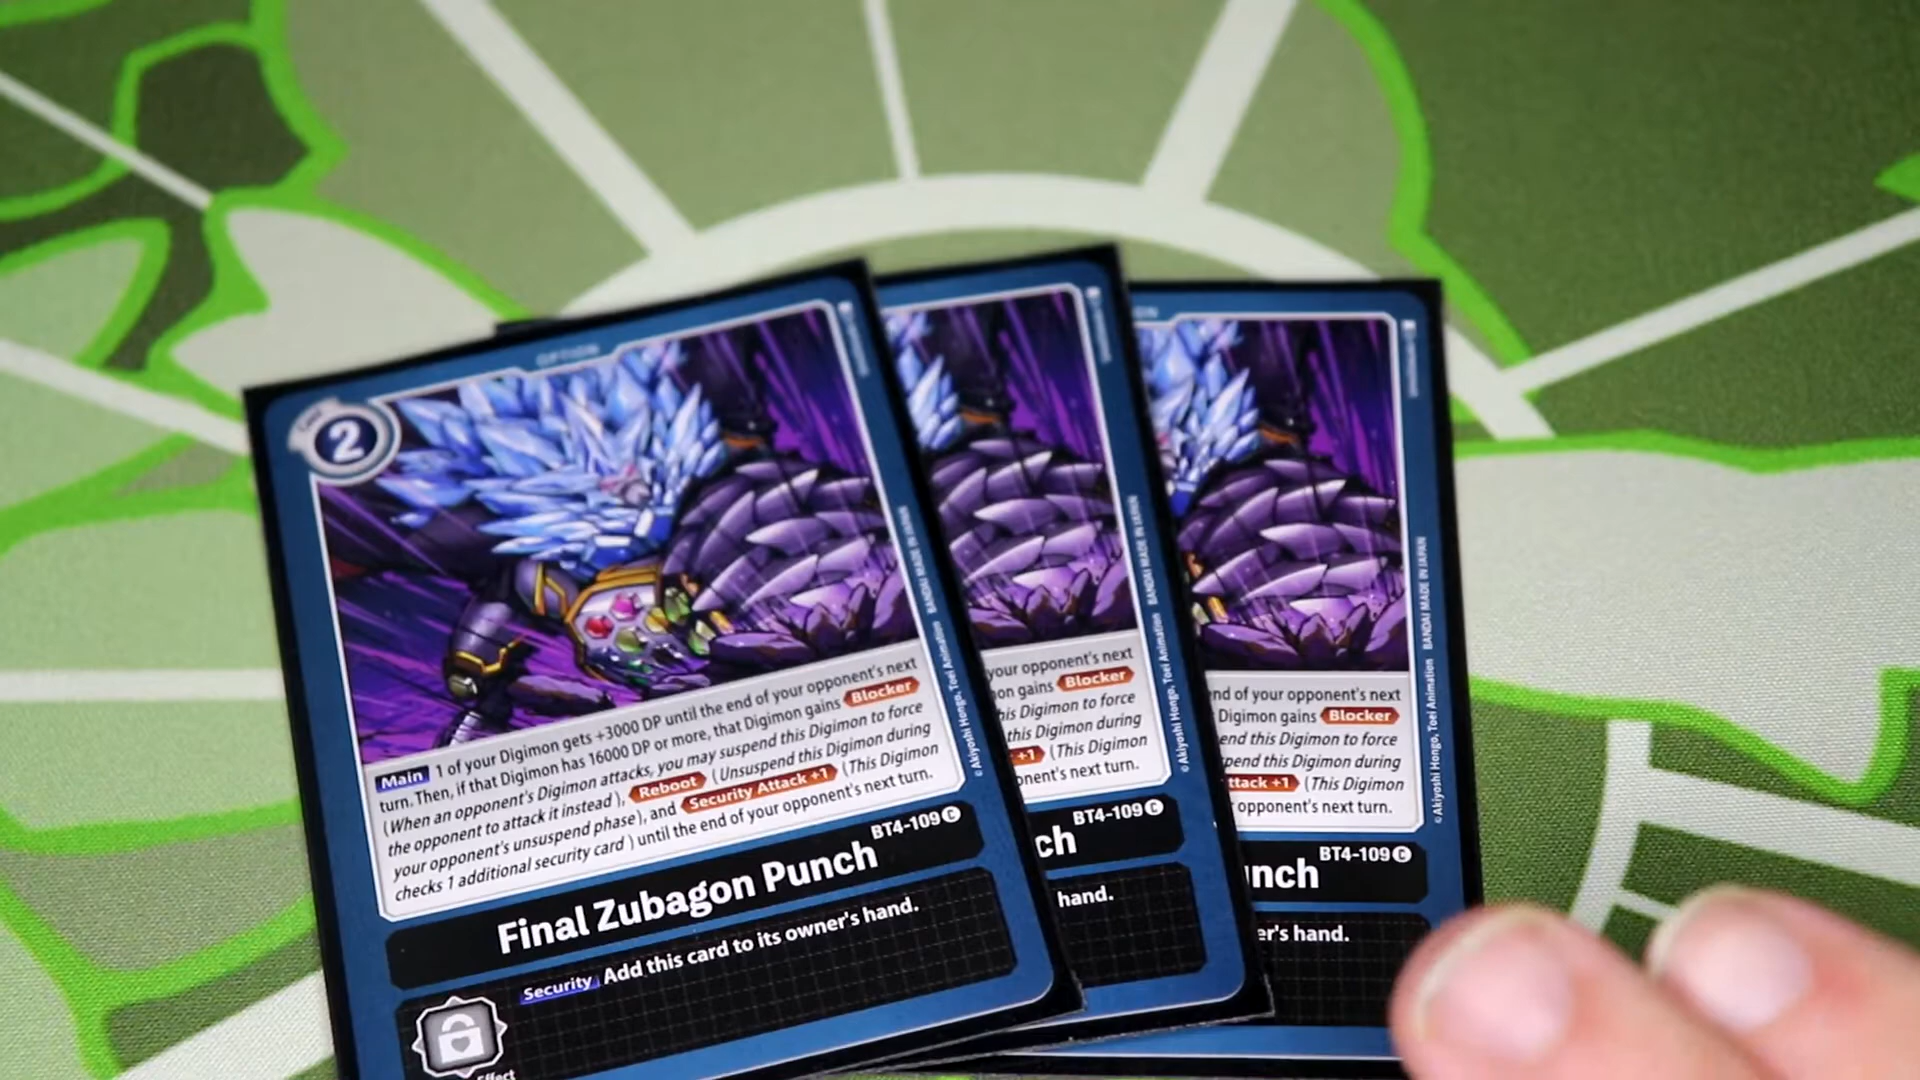 OPTION
2
BANDAI MADE IN JAPAN
©Akiyoshi Hongo, Toei Animation
Main 1 of your Digimon gets +3000 DP until the end of your opponent's next
turn. Then, if that Digimon has 16000 DP or more, that Digimon gains Blocker
(When an opponent's Digimon attacks, you may suspend this Digimon to force
the opponent to attack it instead), Reboot (Unsuspend this Digimon during
your opponent's unsuspend phase), and Security Attack +1 (This Digimon
checks 1 additional security card) until the end of your opponent's next turn.
BT4-109 C
Final Zubagon Punch
Security Add this card to its owner's hand.
Effect
BANDAI MADE IN JAPAN
©Akiyoshi Hongo, Toei Animation
your opponent's next
on gains Blocker
his Digimon to force
this Digimon during
+1 (This Digimon
onent's next turn.
BT4-109 C
ch
hand.
BANDAI MADE IN JAPAN
©Akiyoshi Hongo, Toei Animation
nd of your opponent's next
Digimon gains Blocker
end this Digimon to force
pend this Digimon during
ttack +1 (This Digimon
opponent's next turn.
BT4-109 C
unch
er's hand.